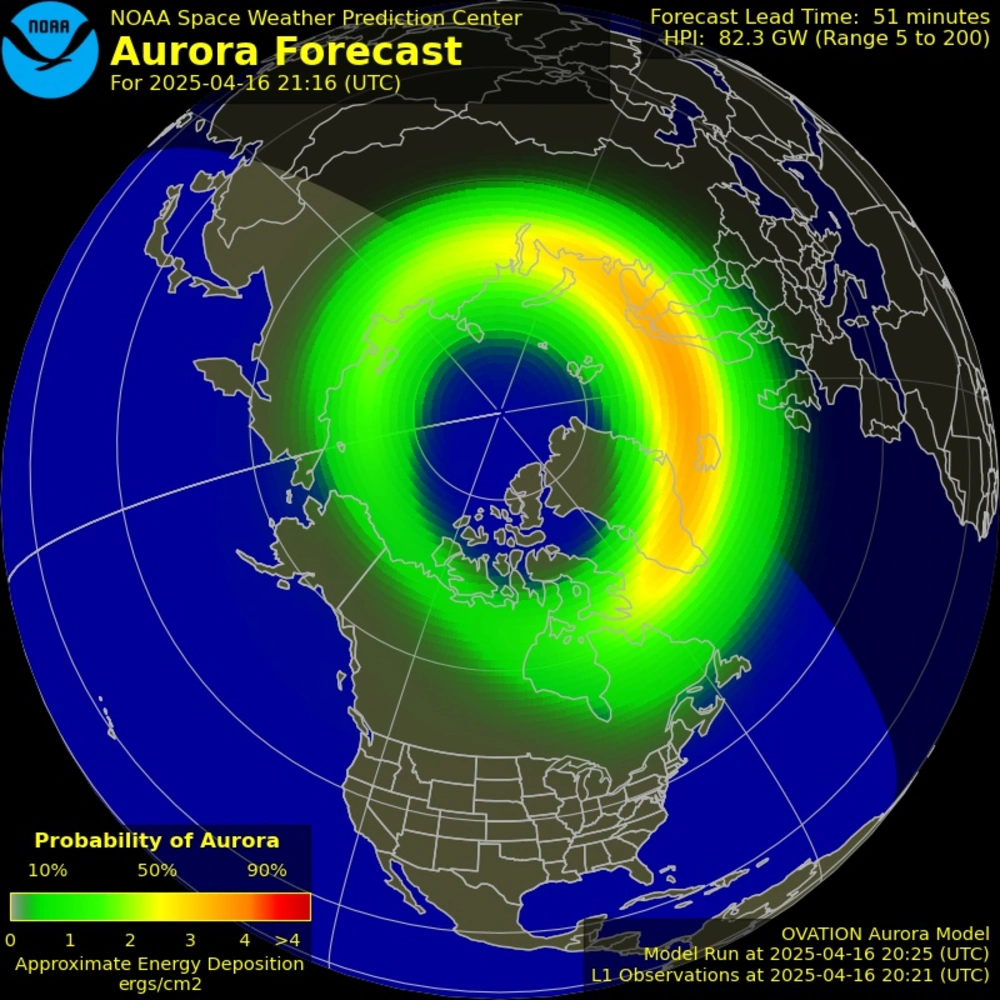 NOAA
NOAA Space Weather Prediction Center
Aurora Forecast
For 2025-04-16 21:16 (UTC)
Forecast Lead Time: 51 minutes
HPI: 82.3 GW (Range 5 to 200)
Probability of Aurora
10% 50% 90%
0 1 2 3 4 >4
Approximate Energy Deposition
ergs/cm2
OVATION Aurora Model
Model Run at 2025-04-16 20:25 (UTC)
L1 Observations at 2025-04-16 20:21 (UTC)